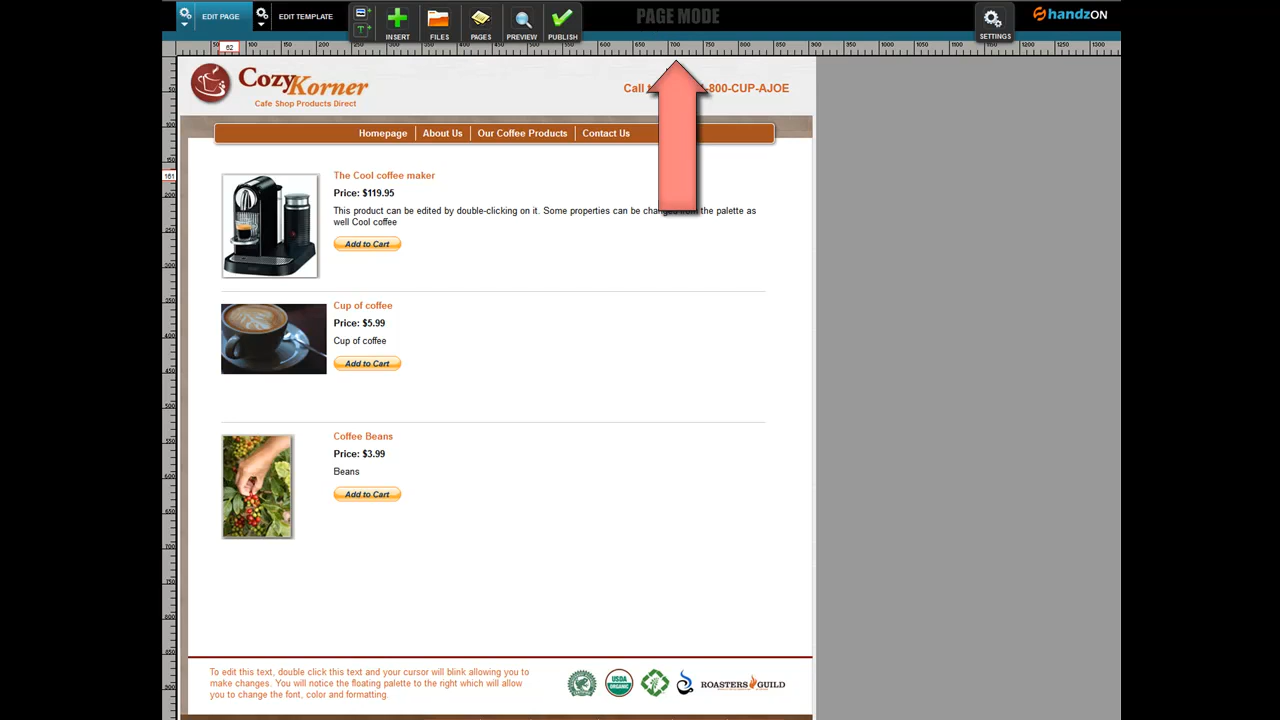 EDIT PAGE
EDIT TEMPLATE
INSERT
FILES
PAGES
PREVIEW
PUBLISH
PAGE MODE
SETTINGS
handzON
62
161
Cozy Korner
Cafe Shop Products Direct
Call -800-CUP-AJOE
Homepage
About Us
Our Coffee Products
Contact Us
The Cool coffee maker
Price: $119.95
This product can be edited by double-clicking on it. Some properties can be the palette as
well Cool coffee
Add to Cart
Cup of coffee
Price: $5.99
Cup of coffee
Add to Cart
Coffee Beans
Price: $3.99
Beans
Add to Cart
To edit this text, double click this text and your cursor will blink allowing you to
make changes. You will notice the floating palette to the right which will allow
you to change the font, color and formatting.
USDA
ORGANIC
ROASTERS GUILD